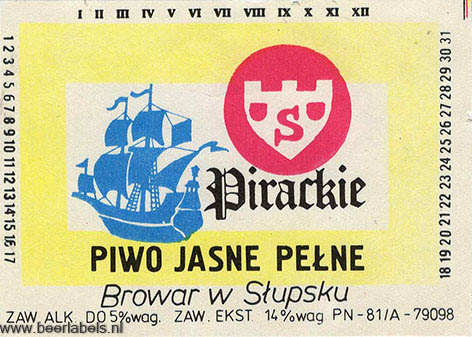 I II III IV V VI VII VIII IX X XI XII
1 2 3 4 5 6 7 8 9 10 11 12 13 14 15 16 17
18 19 20 21 22 23 24 25 26 27 28 29 30 31
S
Pirackie
PIWO JASNE PEŁNE
Browar w Słupsku
ZAW. ALK. DO 5% wag. ZAW. EKST. 14% wag PN-81/A-79098
www.beerlabels.nl